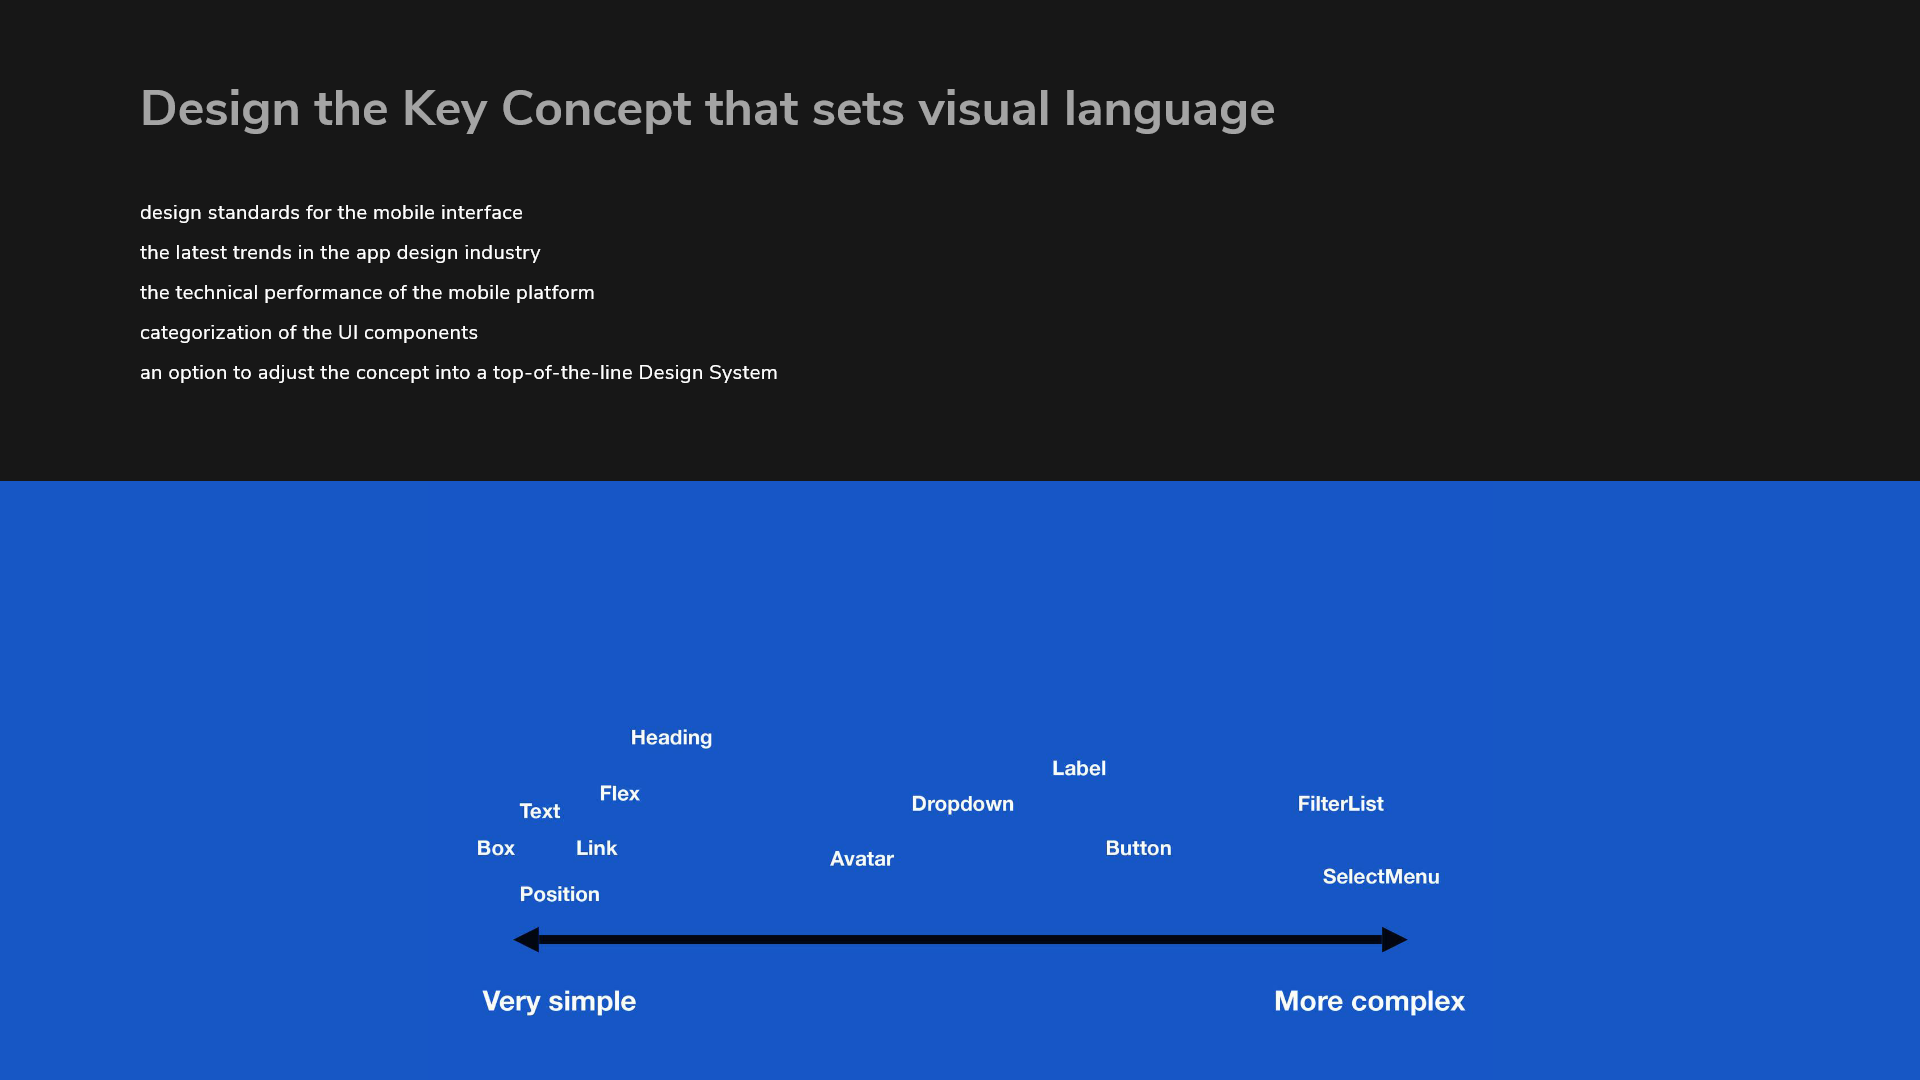 Design the Key Concept that sets visual language
design standards for the mobile interface
the latest trends in the app design industry
the technical performance of the mobile platform
categorization of the UI components
an option to adjust the concept into a top-of-the-line Design System
Heading
Label
Flex
Text
Dropdown
FilterList
Box
Link
Avatar
Button
SelectMenu
Position
Very simple
More complex